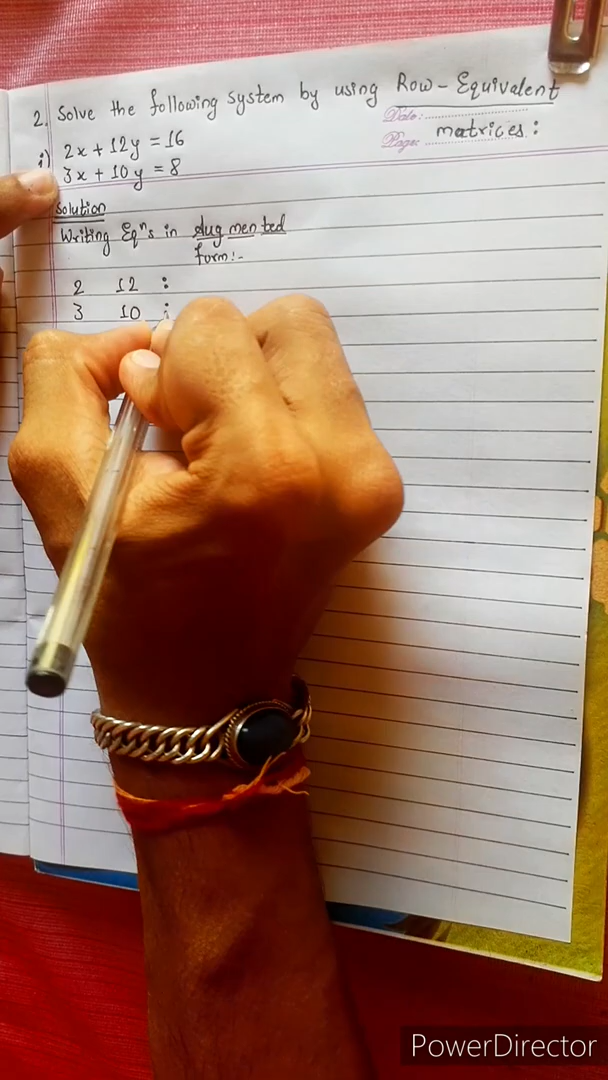 2. Solve the following system by using Row-Equivalent
Date:
Page:
matrices:
i) 2x + 12y = 16
3x + 10y = 8
Solution
Writing Eqⁿs in Augmented
form:-
2 12 :
3 10 :
PowerDirector